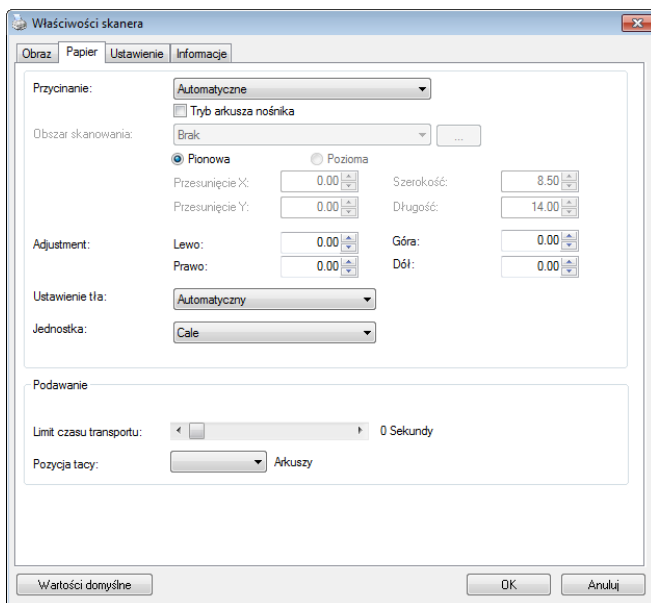 Właściwości skanera
Obraz Papier Ustawienie Informacje
Przycinanie: Automatyczne
Tryb arkusza nośnika
Obszar skanowania: Brak ...
Pionowa Pozioma
Przesunięcie X: 0.00 Szerokość: 8.50
Przesunięcie Y: 0.00 Długość: 14.00
Adjustment: Lewo: 0.00 Góra: 0.00
Prawo: 0.00 Dół: 0.00
Ustawienie tła: Automatyczny
Jednostka: Cale
Podawanie
Limit czasu transportu: 0 Sekundy
Pozycja tacy: Arkuszy
Wartości domyślne OK Anuluj